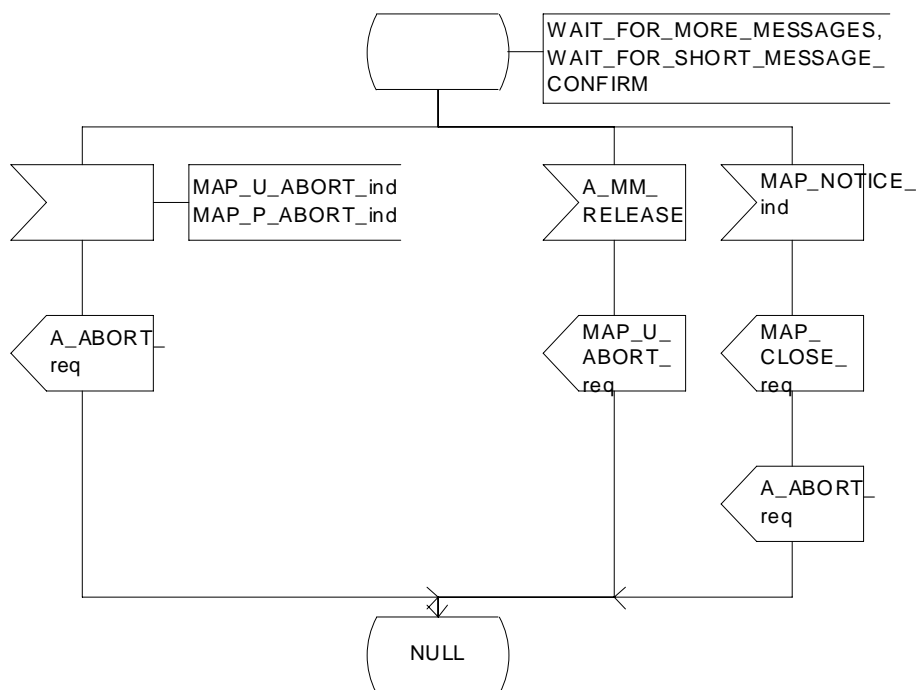 WAIT_FOR_MORE_MESSAGES,
WAIT_FOR_SHORT_MESSAGE_
CONFIRM
MAP_U_ABORT_ind
MAP_P_ABORT_ind
A_MM_
RELEASE
MAP_NOTICE_
ind
A_ABORT_
req
MAP_U_
ABORT_
req
MAP_
CLOSE_
req
A_ABORT_
req
NULL